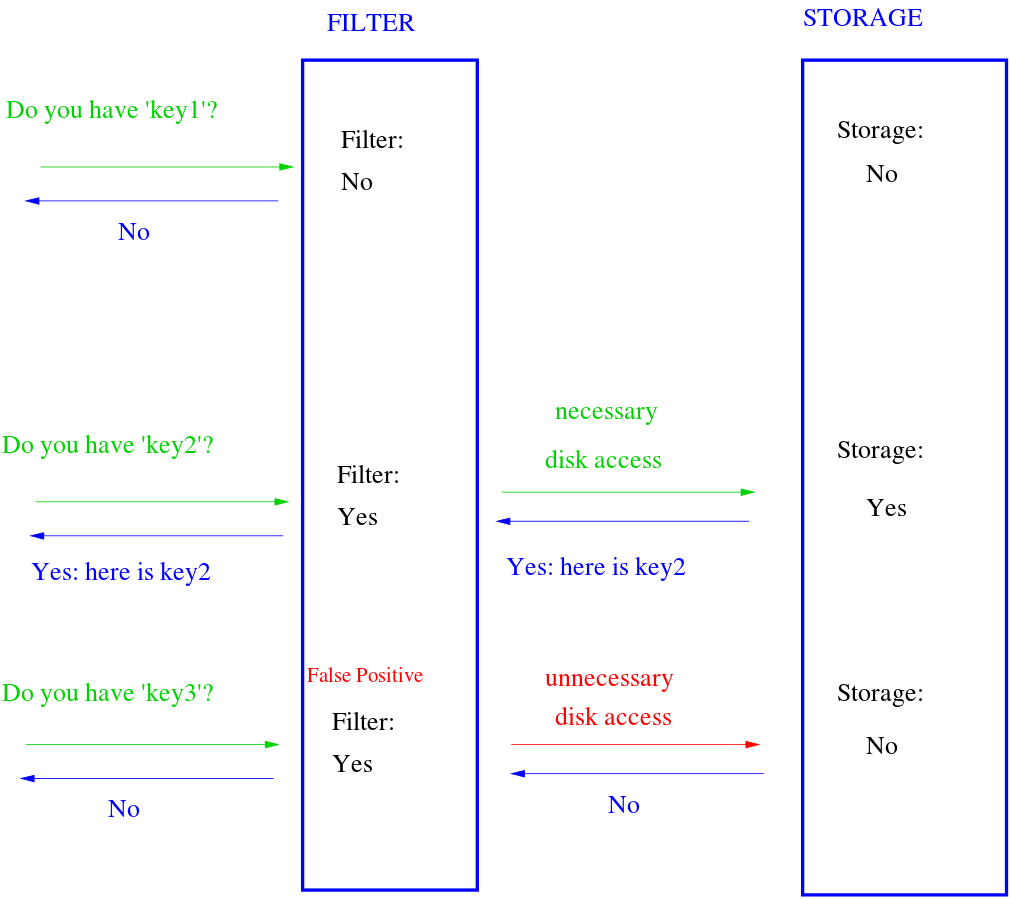 FILTER
STORAGE
Do you have 'key1'?
Filter:
No
Storage:
No
No
necessary
disk access
Do you have 'key2'?
Filter:
Yes
Storage:
Yes
Yes: here is key2
Yes: here is key2
False Positive
unnecessary
disk access
Do you have 'key3'?
Filter:
Yes
Storage:
No
No
No